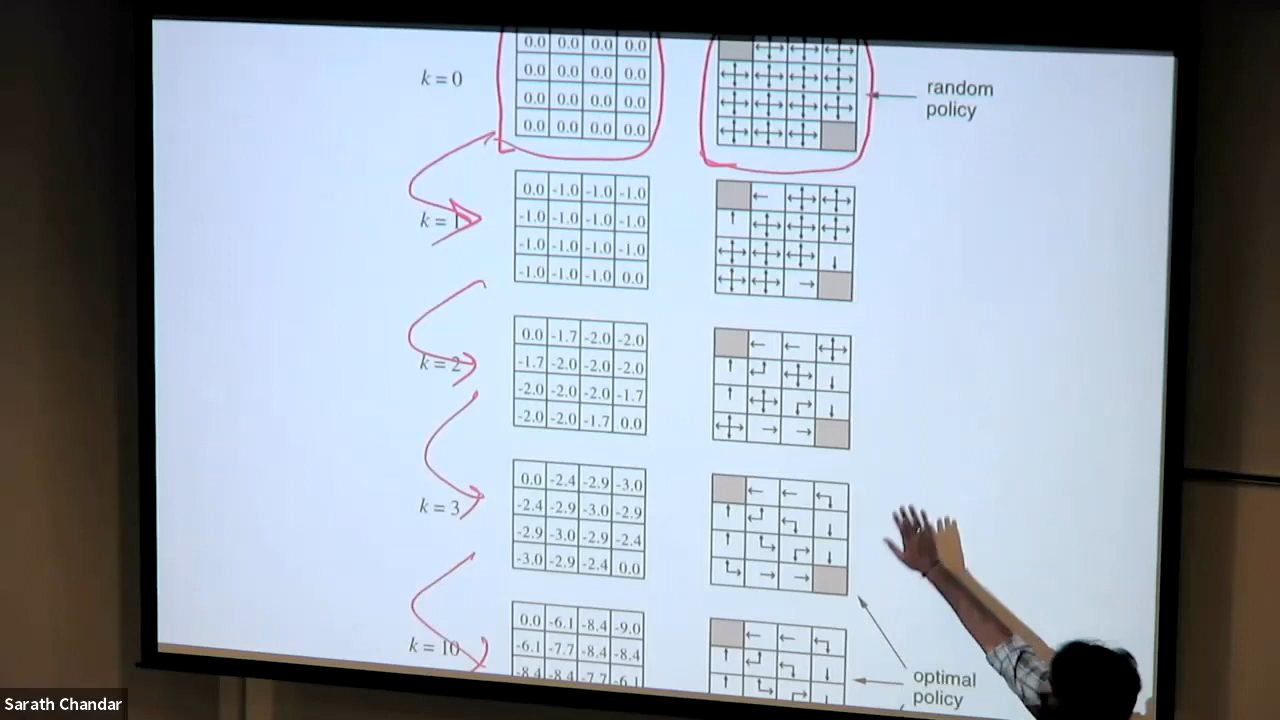 0.0 0.0 0.0 0.0
k = 0
0.0 0.0 0.0 0.0
0.0 0.0 0.0 0.0
0.0 0.0 0.0 0.0
random
policy
0.0 -1.0 -1.0 -1.0
k = 1
-1.0 -1.0 -1.0 -1.0
-1.0 -1.0 -1.0 -1.0
-1.0 -1.0 -1.0 0.0
0.0 -1.7 -2.0 -2.0
k = 2
-1.7 -2.0 -2.0 -2.0
-2.0 -2.0 -2.0 -1.7
-2.0 -2.0 -1.7 0.0
0.0 -2.4 -2.9 -3.0
k = 3
-2.4 -2.9 -3.0 -2.9
-2.9 -3.0 -2.9 -2.4
-3.0 -2.9 -2.4 0.0
0.0 -6.1 -8.4 -9.0
k = 10
-6.1 -7.7 -8.4 -8.4
-8.4 -8.4 -7.7 -6.1
optimal
policy
Sarath Chandar